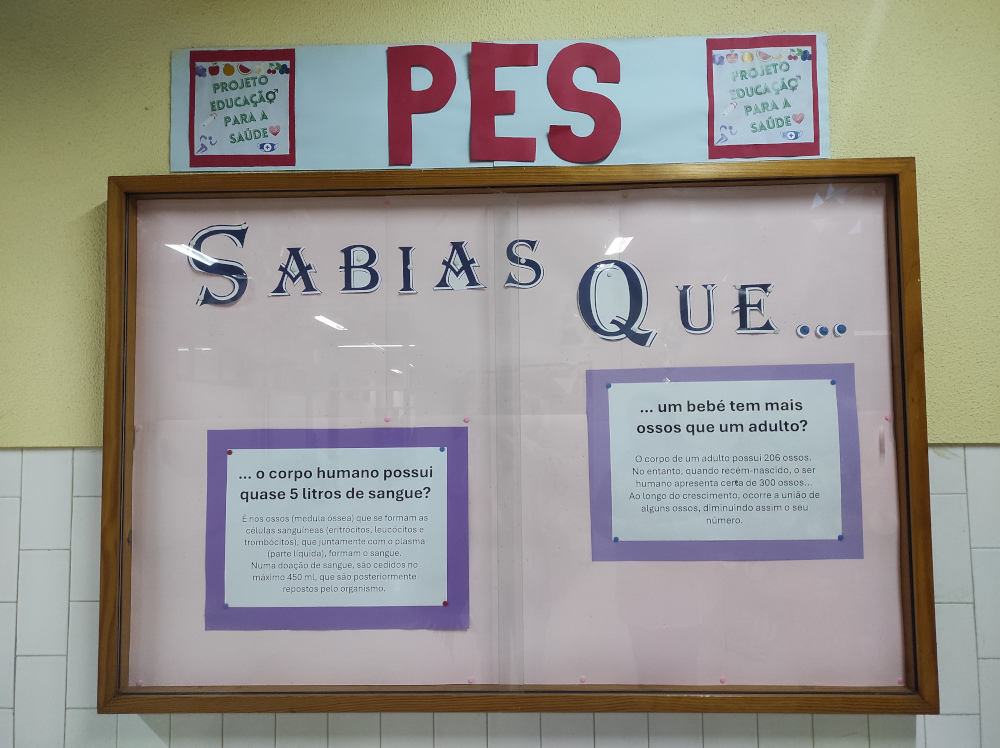 PROJETO
EDUCAÇÃO
PARA A
SAÚDE
PES
PROJETO
EDUCAÇÃO
PARA A
SAÚDE
SABIAS QUE...
... o corpo humano possui
quase 5 litros de sangue?
É nos ossos (medula óssea) que se formam as
células sanguíneas (eritrócitos, leucócitos e
trombócitos), que juntamente com o plasma
(parte líquida), formam o sangue.
Numa doação de sangue, são cedidos no
máximo 450 ml, que são posteriormente
repostos pelo organismo.
... um bebé tem mais
ossos que um adulto?
O corpo de um adulto possui 206 ossos.
No entanto, quando recém-nascido, o ser
humano apresenta certa de 300 ossos...
Ao longo do crescimento, ocorre a união de
alguns ossos, diminuindo assim o seu
número.